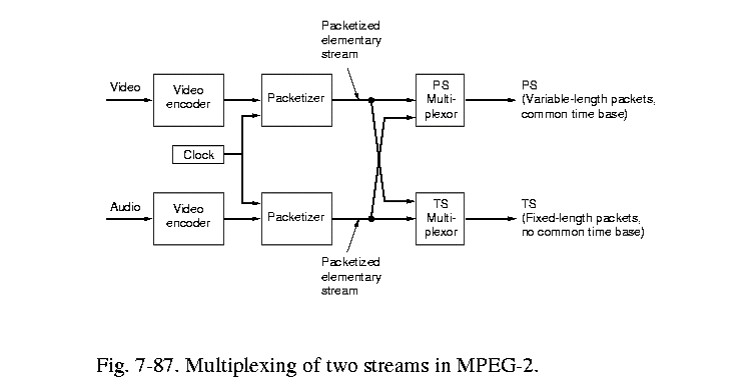 Packetized
elementary
stream
Video
Video
encoder
Packetizer
PS
Multi-
plexor
PS
(Variable-length packets,
common time base)
Clock
Audio
Video
encoder
Packetizer
TS
Multi-
plexor
TS
(Fixed-length packets,
no common time base)
Packetized
elementary
stream
Fig. 7-87. Multiplexing of two streams in MPEG-2.